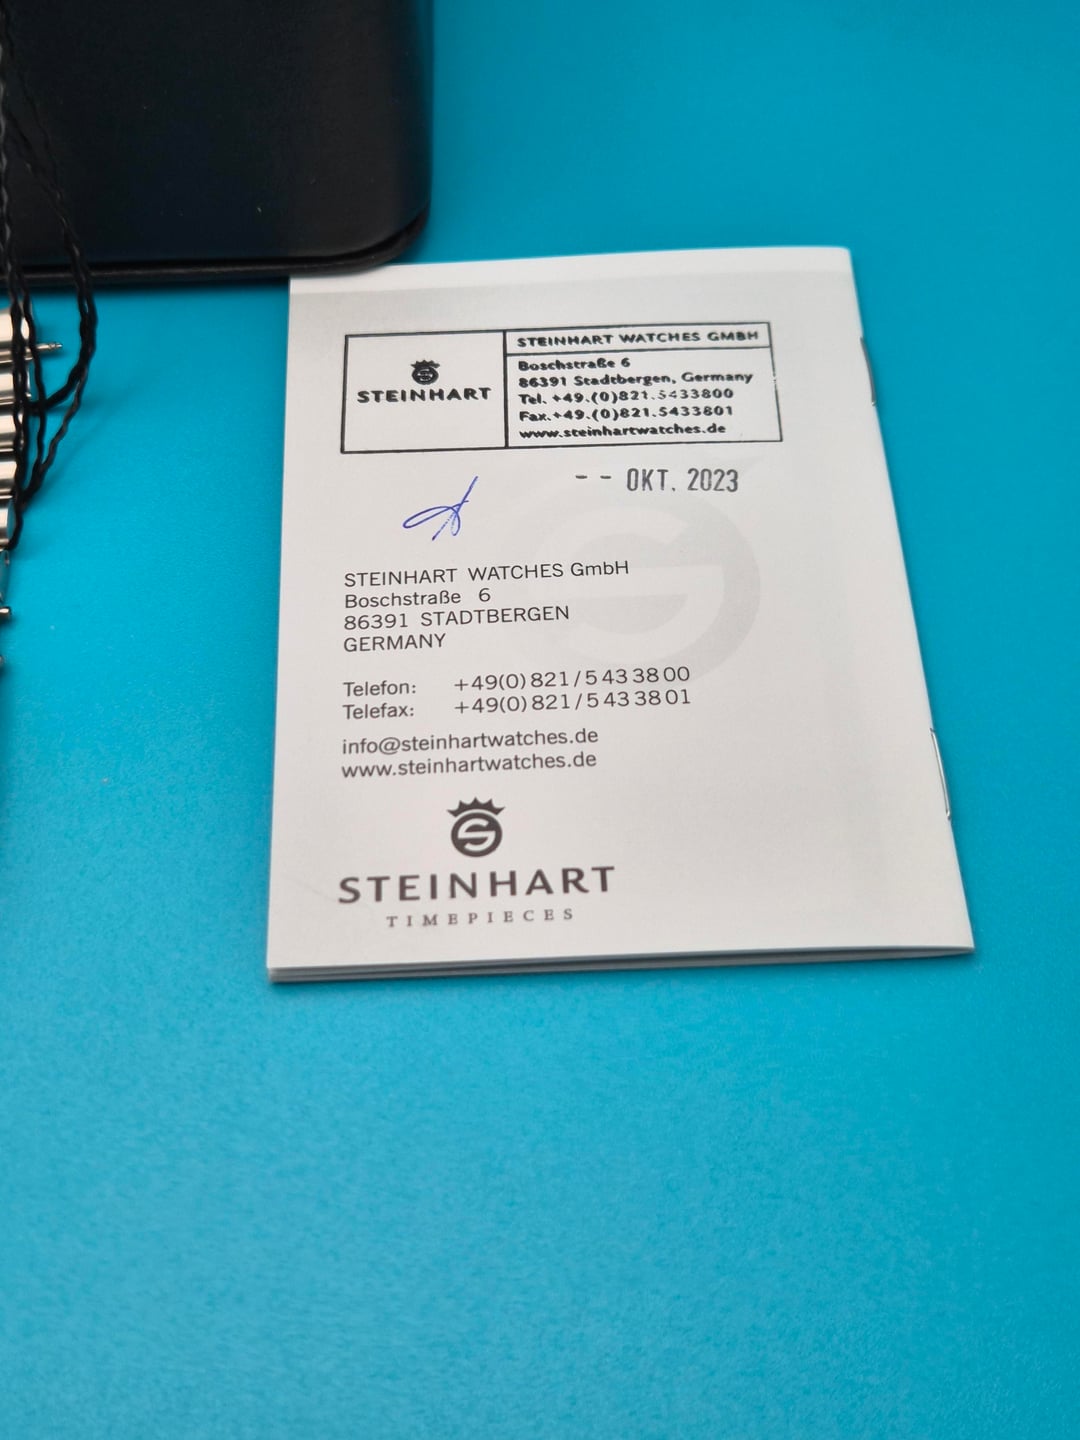 STEINHART
STEINHART WATCHES GMBH
Boschstraße 6
86391 Stadtbergen, Germany
Tel. +49.(0)821.5433800
Fax.+49.(0)821.5433801
www.steinhartwatches.de
-- OKT. 2023
STEINHART WATCHES GmbH
Boschstraße 6
86391 STADTBERGEN
GERMANY
Telefon: +49(0)821/5433800
Telefax: +49(0)821/5433801
info@steinhartwatches.de
www.steinhartwatches.de
STEINHART
TIMEPIECES